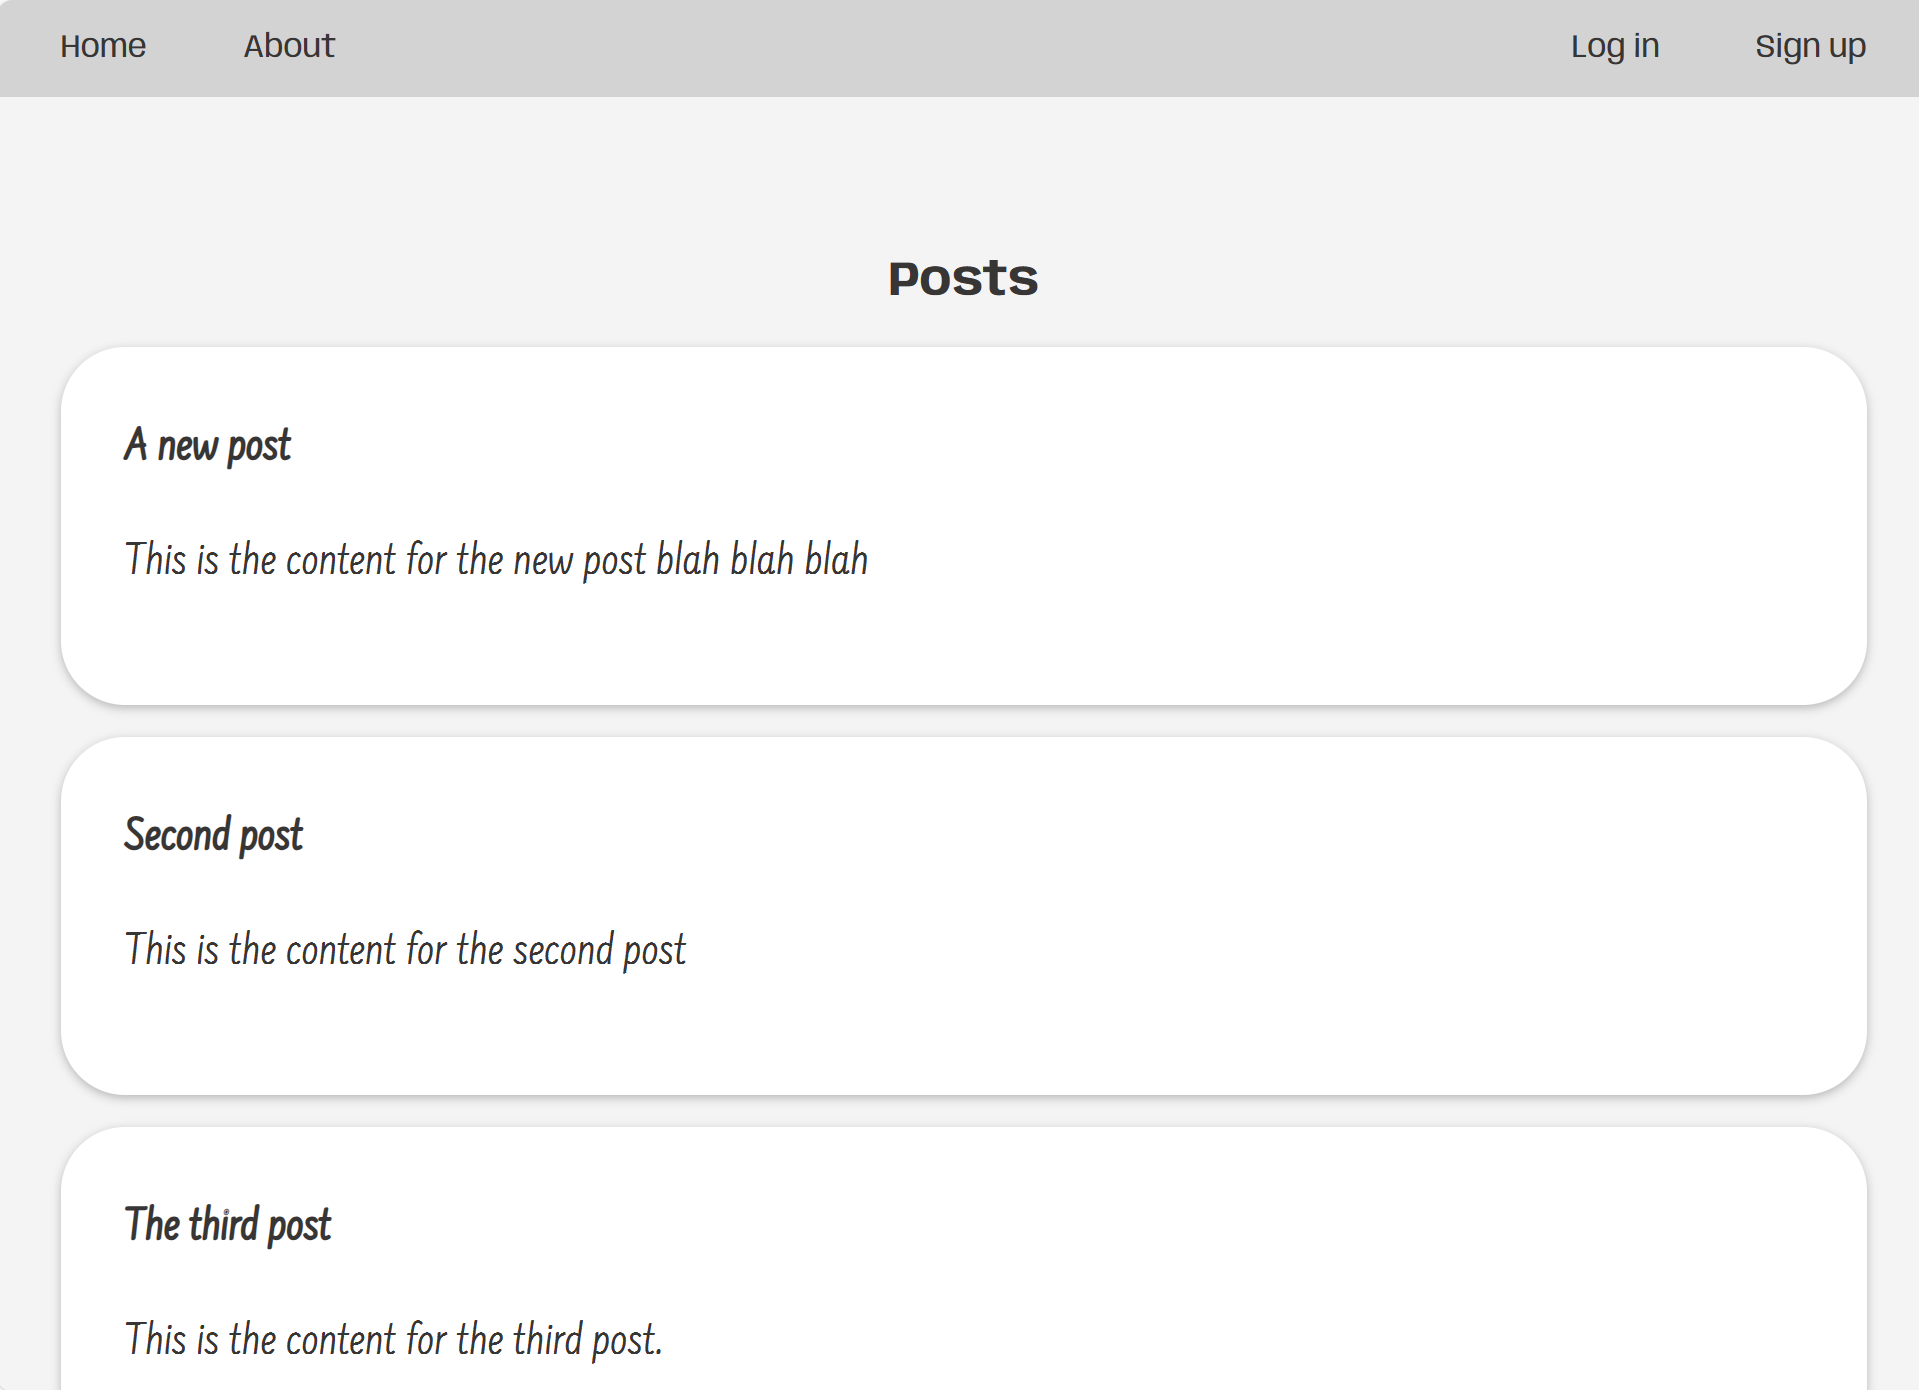 Home About Log in Sign up
Posts
A new post
This is the content for the new post blah blah blah
Second post
This is the content for the second post
The third post
This is the content for the third post.